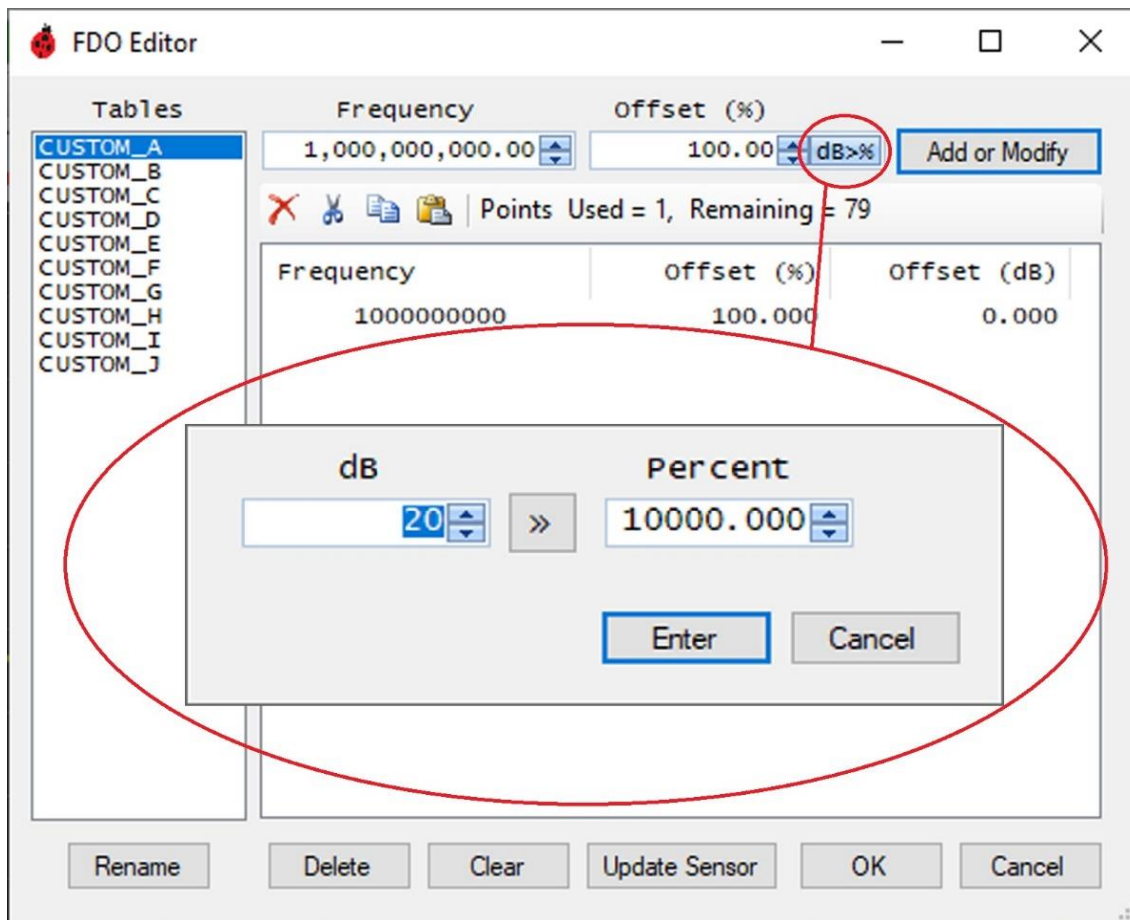 FDO Editor
Tables Frequency Offset (%)
1,000,000,000.00 100.00 dB>% Add or Modify
CUSTOM_A
CUSTOM_B
CUSTOM_C
CUSTOM_D
CUSTOM_E
CUSTOM_F
CUSTOM_G
CUSTOM_H
CUSTOM_I
CUSTOM_J
Points Used = 1, Remaining = 79
Frequency Offset (%) Offset (dB)
1000000000 100.000 0.000
dB Percent
20 » 10000.000
Enter Cancel
Rename Delete Clear Update Sensor OK Cancel